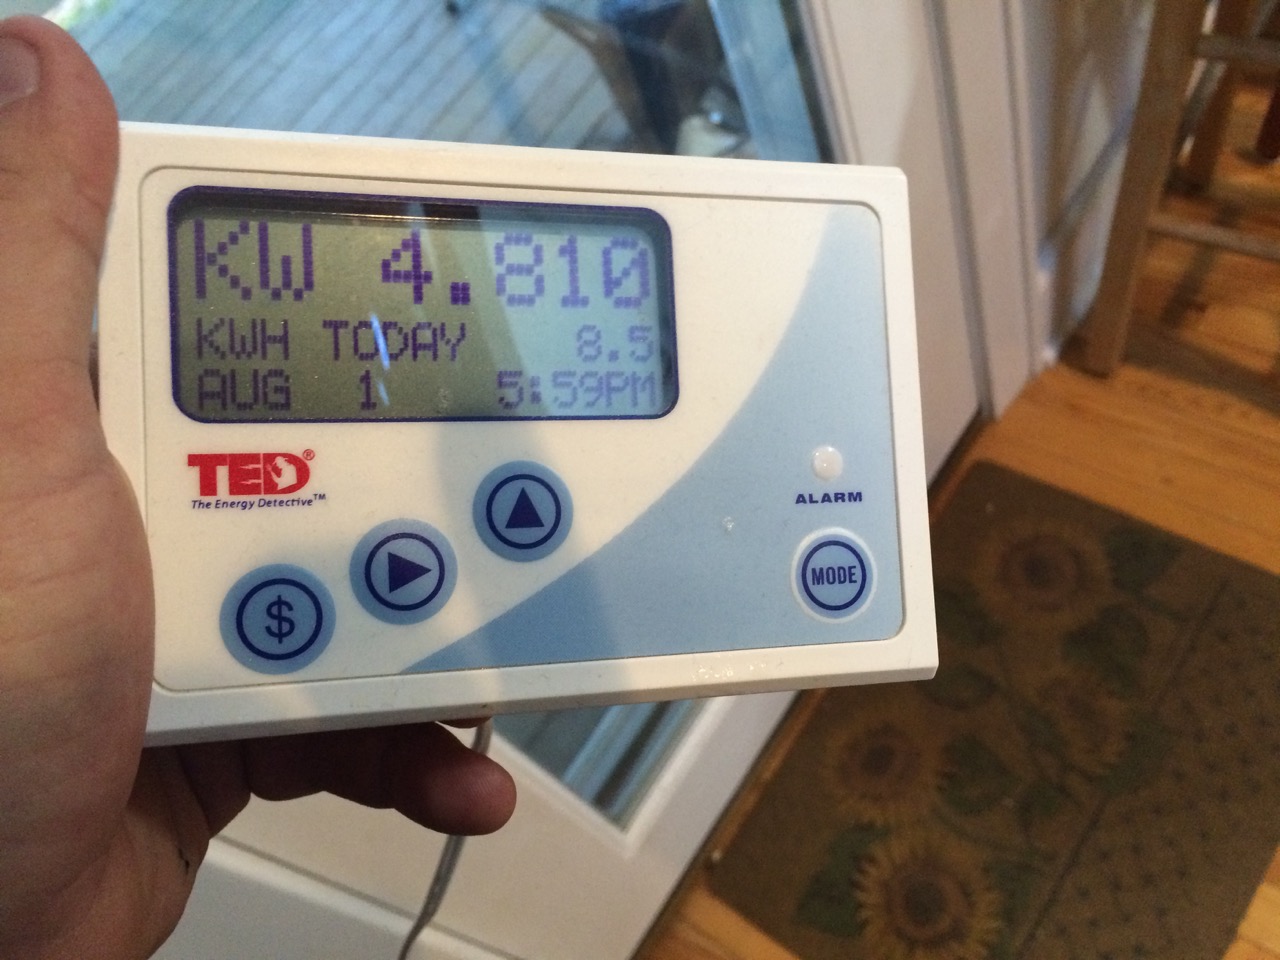 KW 4.810
KWH TODAY 8.5
AUG 1 5:59PM
TED®
The Energy Detective™
$
ALARM
MODE